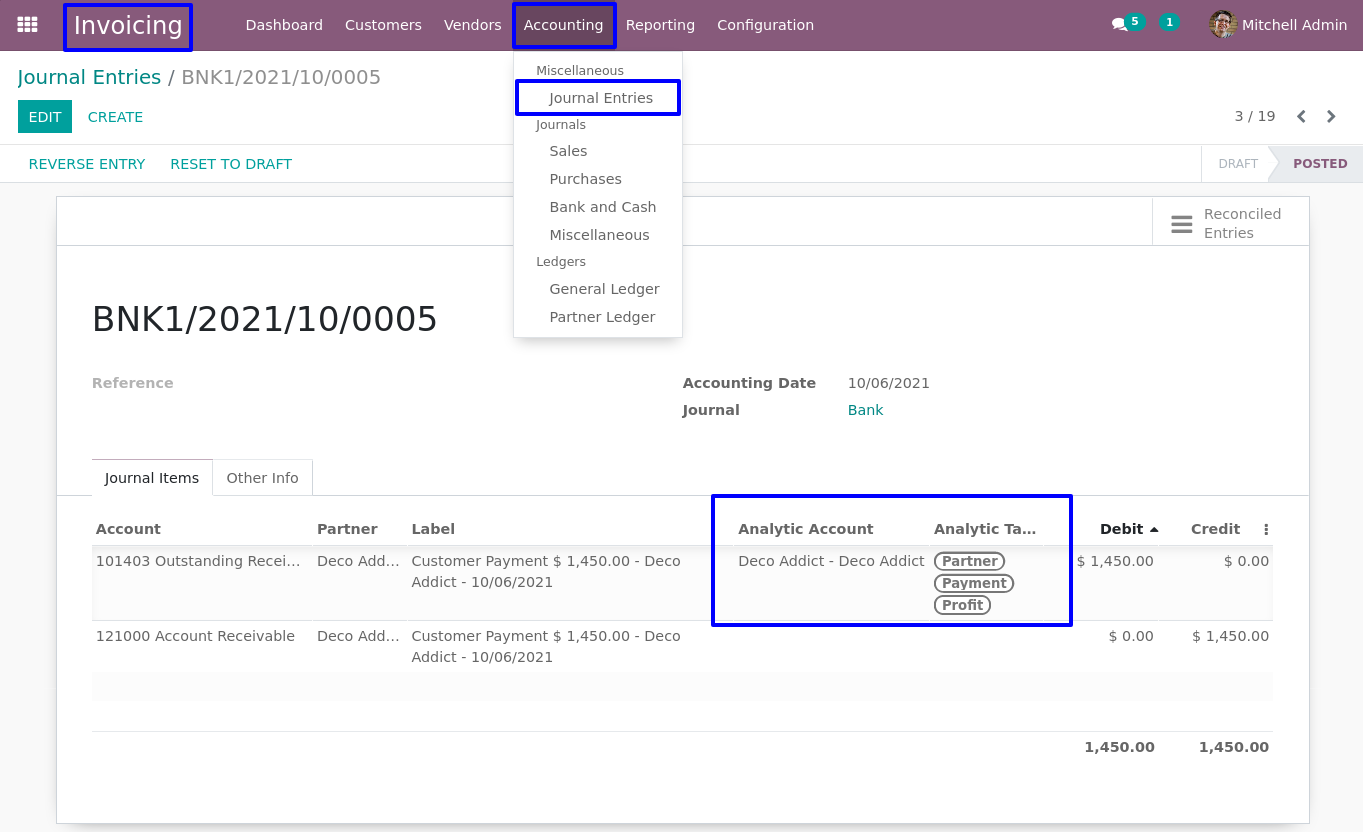 Invoicing Dashboard Customers Vendors Accounting Reporting Configuration 5 1 Mitchell Admin
Journal Entries / BNK1/2021/10/0005
EDIT CREATE
3 / 19
REVERSE ENTRY RESET TO DRAFT
DRAFT POSTED
Miscellaneous
Journal Entries
Journals
Sales
Purchases
Bank and Cash
Miscellaneous
Ledgers
General Ledger
Partner Ledger
Reconciled
Entries
BNK1/2021/10/0005
Reference
Accounting Date 10/06/2021
Journal Bank
Journal Items Other Info
Account Partner Label Analytic Account Analytic Ta... Debit Credit
101403 Outstanding Recei... Deco Add... Customer Payment $ 1,450.00 - Deco Deco Addict - Deco Addict Partner $ 1,450.00 $ 0.00
Addict - 10/06/2021 Payment
Profit
121000 Account Receivable Deco Add... Customer Payment $ 1,450.00 - Deco $ 0.00 $ 1,450.00
Addict - 10/06/2021
1,450.00 1,450.00